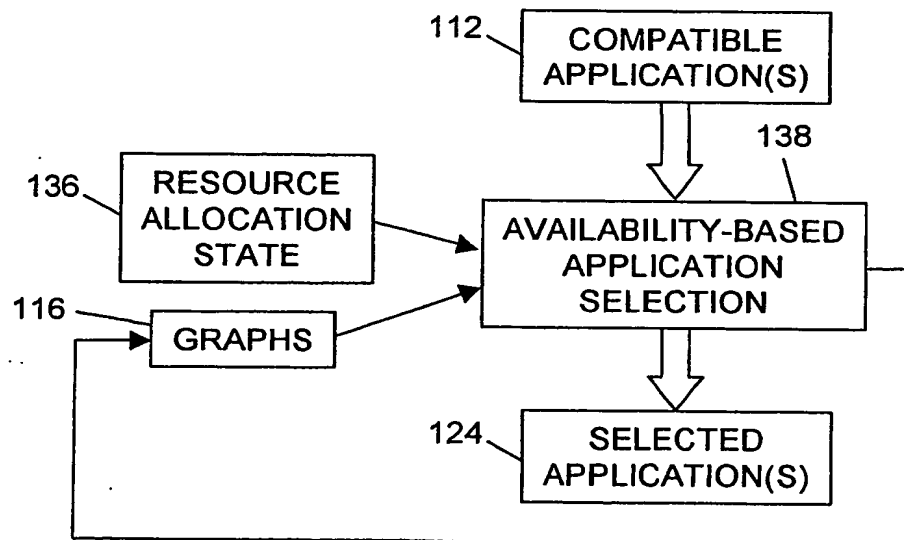 112
COMPATIBLE
APPLICATION(S)
138
136
RESOURCE
ALLOCATION
STATE
AVAILABILITY-BASED
APPLICATION
SELECTION
116
GRAPHS
124
SELECTED
APPLICATION(S)